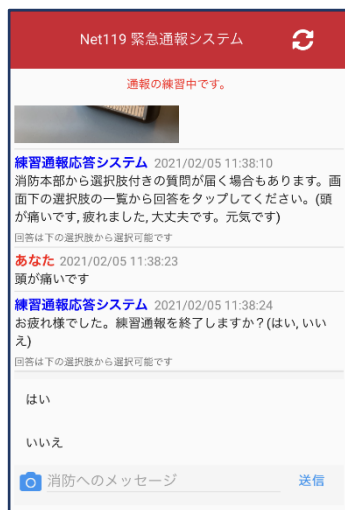 Net119 緊急通報システム
通報の練習中です。
練習通報応答システム 2021/02/05 11:38:10
消防本部から選択肢付きの質問が届く場合もあります。画
面下の選択肢の一覧から回答をタップしてください。(頭
が痛いです, 疲れました, 大丈夫です。元気です)
回答は下の選択肢から選択可能です
あなた 2021/02/05 11:38:23
頭が痛いです
練習通報応答システム 2021/02/05 11:38:24
お疲れ様でした。練習通報を終了しますか？(はい, いい
え)
回答は下の選択肢から選択可能です
はい
いいえ
消防へのメッセージ 送信